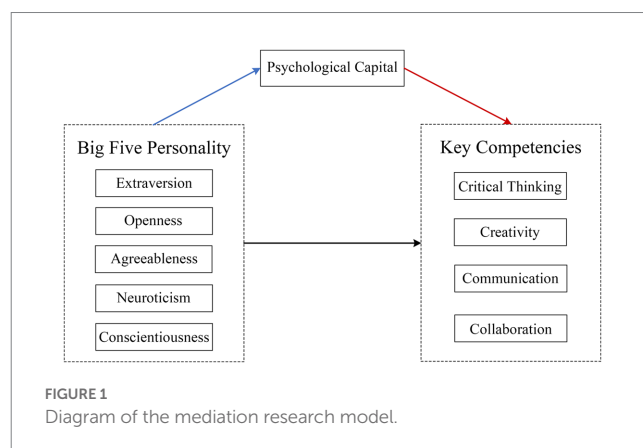 Psychological Capital
Big Five Personality
Extraversion
Openness
Agreeableness
Neuroticism
Conscientiousness
Key Competencies
Critical Thinking
Creativity
Communication
Collaboration
FIGURE 1
Diagram of the mediation research model.